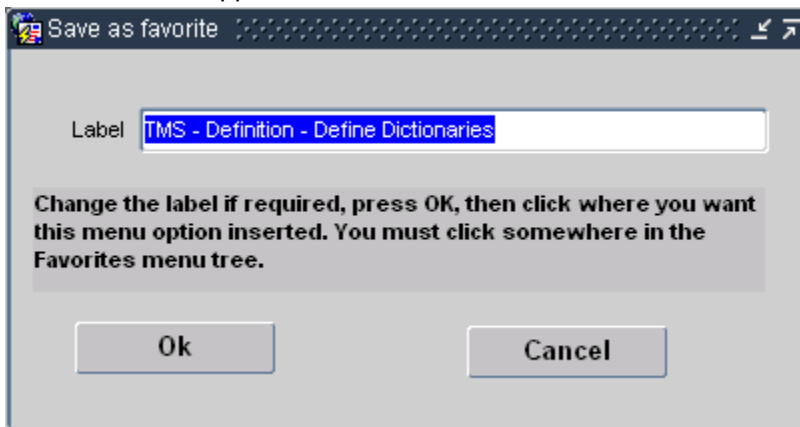 Save as favorite
Label TMS - Definition - Define Dictionaries
Change the label if required, press OK, then click where you want
this menu option inserted. You must click somewhere in the
Favorites menu tree.
Ok Cancel